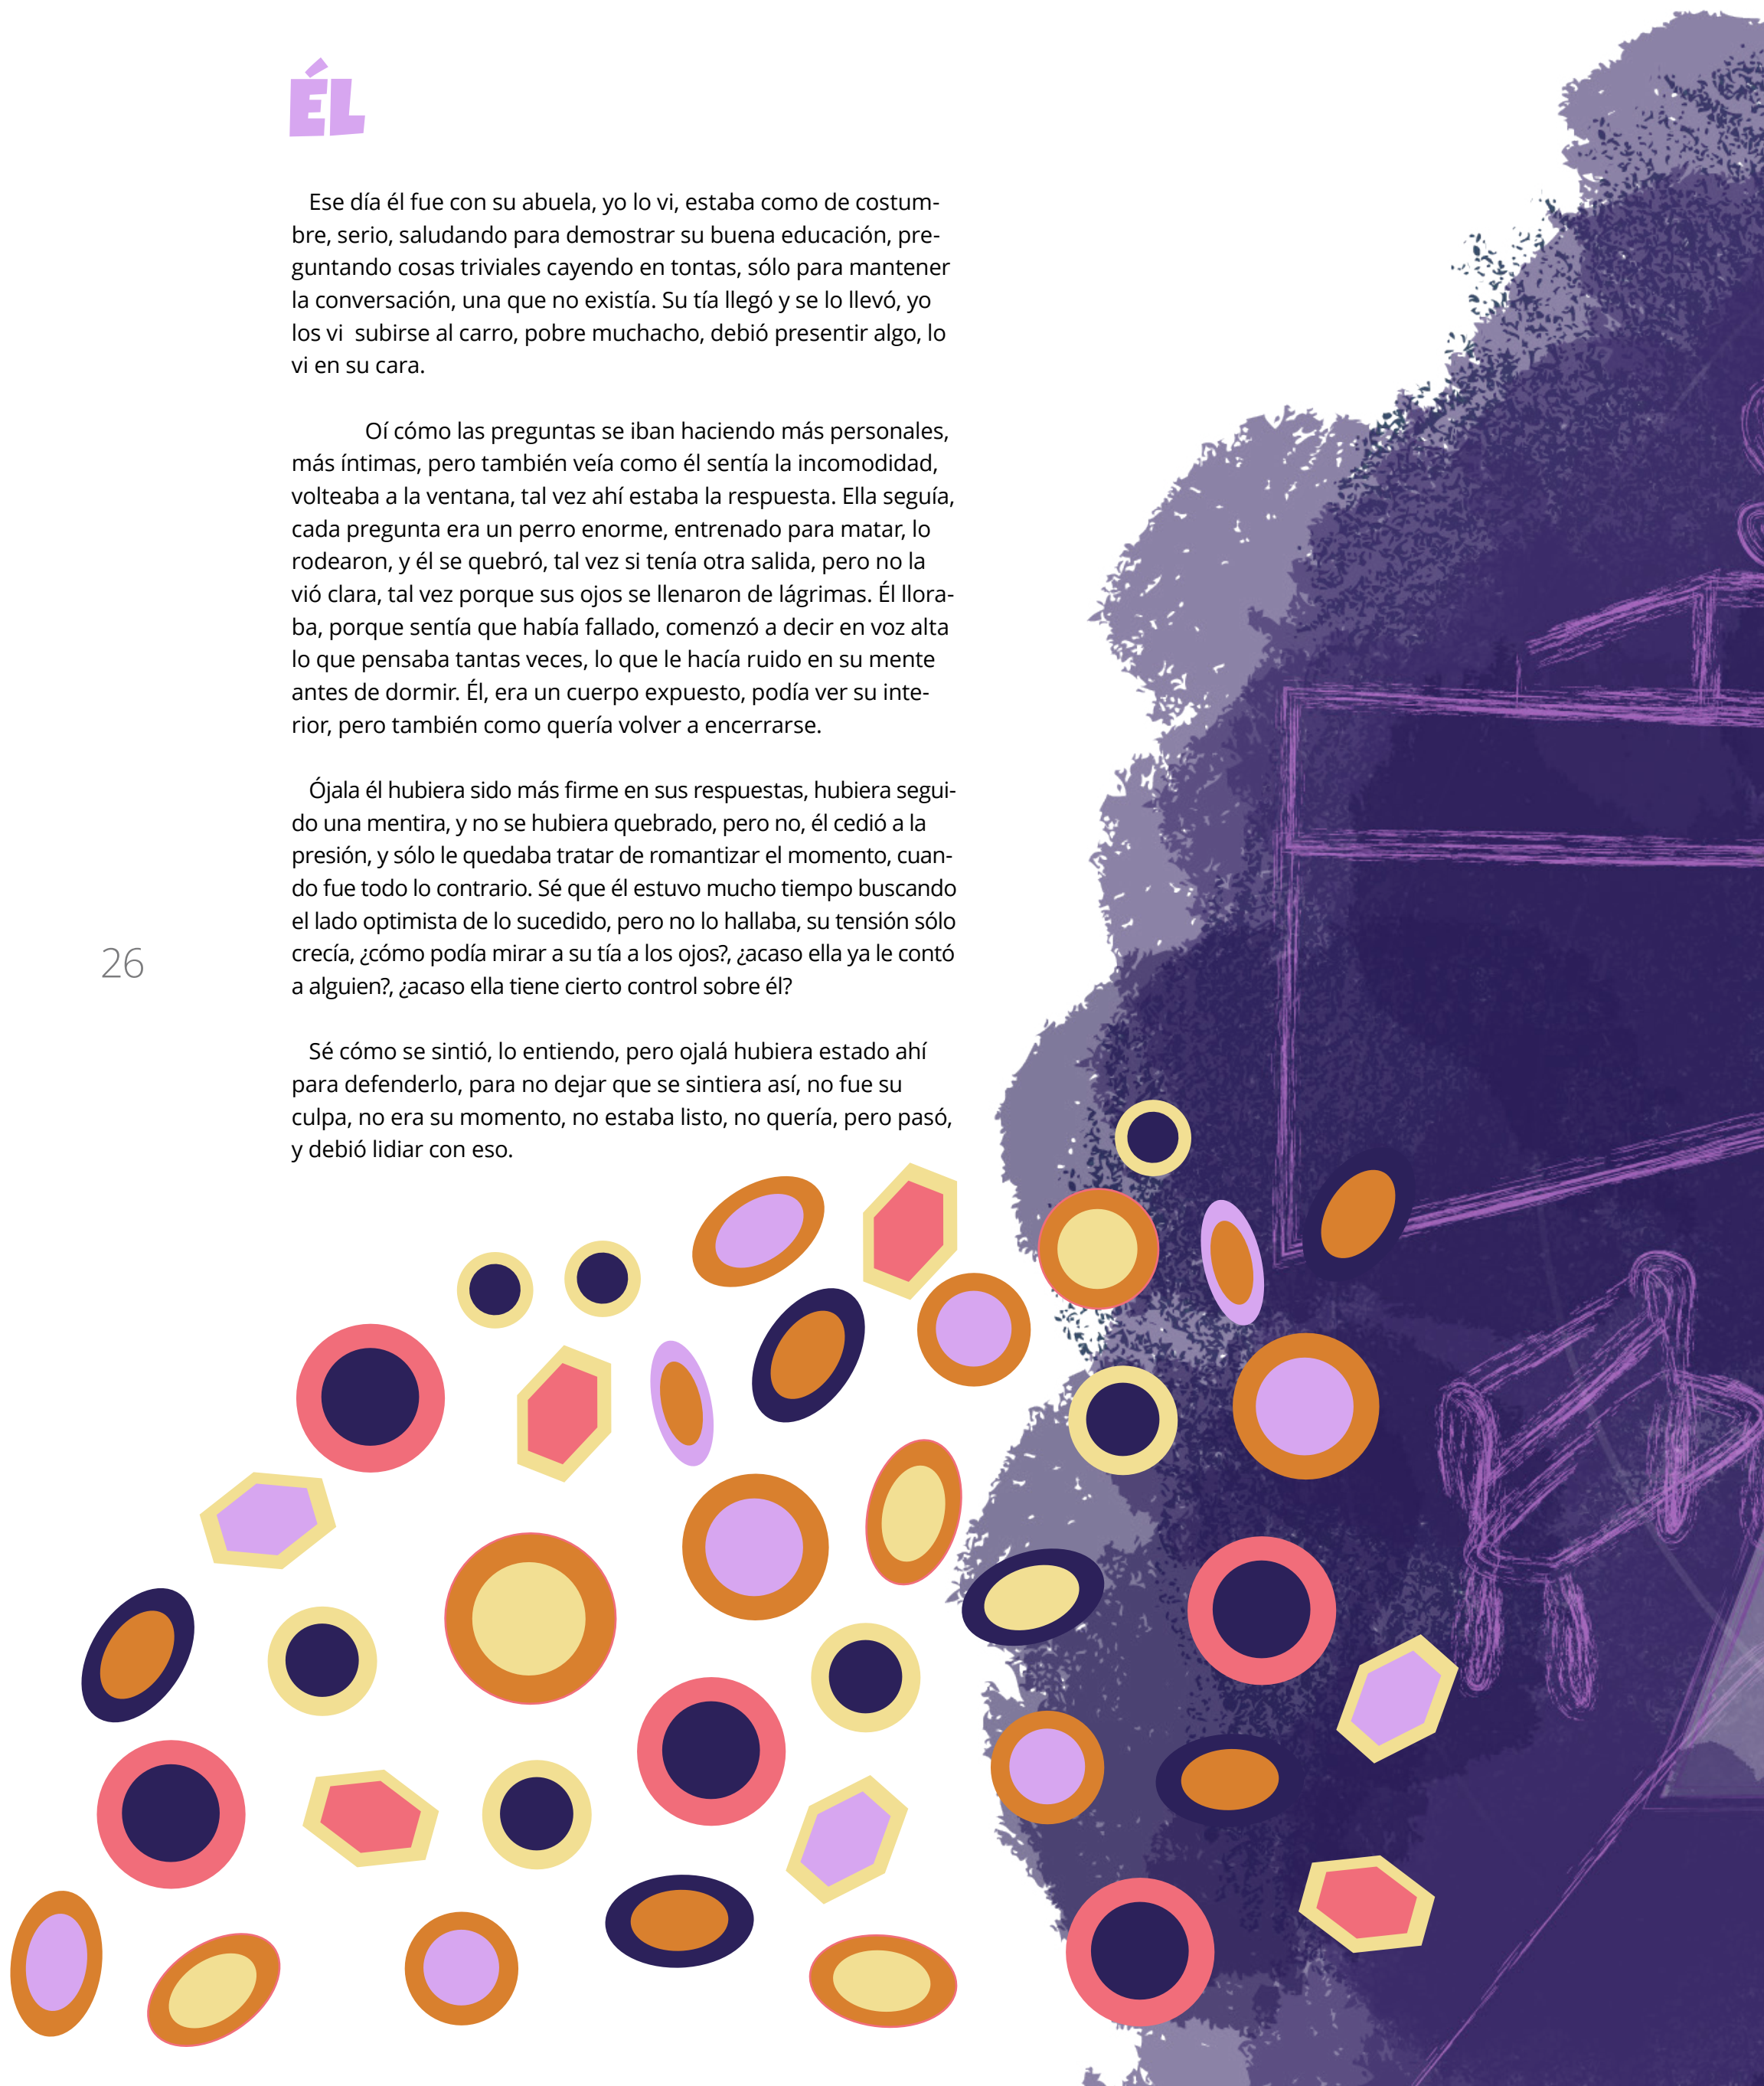 ÉL
Ese día él fue con su abuela, yo lo vi, estaba como de costum-
bre, serio, saludando para demostrar su buena educación, pre-
guntando cosas triviales cayendo en tontas, sólo para mantener
la conversación, una que no existía. Su tía llegó y se lo llevó, yo
los vi  subirse al carro, pobre muchacho, debió presentir algo, lo
vi en su cara.
Oí cómo las preguntas se iban haciendo más personales,
más íntimas, pero también veía como él sentía la incomodidad,
volteaba a la ventana, tal vez ahí estaba la respuesta. Ella seguía,
cada pregunta era un perro enorme, entrenado para matar, lo
rodearon, y él se quebró, tal vez si tenía otra salida, pero no la
vió clara, tal vez porque sus ojos se llenaron de lágrimas. Él llora-
ba, porque sentía que había fallado, comenzó a decir en voz alta
lo que pensaba tantas veces, lo que le hacía ruido en su mente
antes de dormir. Él, era un cuerpo expuesto, podía ver su inte-
rior, pero también como quería volver a encerrarse.
Ójala él hubiera sido más firme en sus respuestas, hubiera segui-
do una mentira, y no se hubiera quebrado, pero no, él cedió a la
presión, y sólo le quedaba tratar de romantizar el momento, cuan-
do fue todo lo contrario. Sé que él estuvo mucho tiempo buscando
el lado optimista de lo sucedido, pero no lo hallaba, su tensión sólo
crecía, ¿cómo podía mirar a su tía a los ojos?, ¿acaso ella ya le contó
a alguien?, ¿acaso ella tiene cierto control sobre él?
Sé cómo se sintió, lo entiendo, pero ojalá hubiera estado ahí
para defenderlo, para no dejar que se sintiera así, no fue su
culpa, no era su momento, no estaba listo, no quería, pero pasó,
y debió lidiar con eso.
26